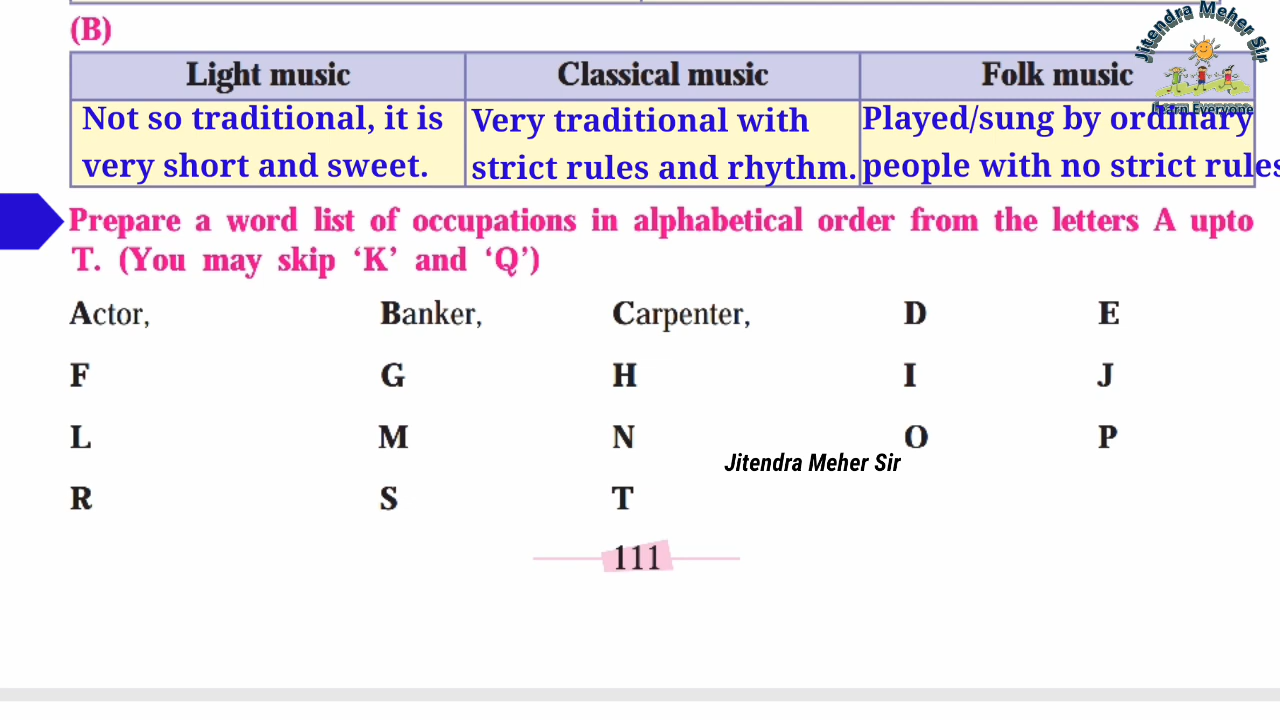 (B)
Jitendra Meher Sir
Learn Everyone
Light music Classical music Folk music
Not so traditional, it is very short and sweet.
Very traditional with strict rules and rhythm.
Played/sung by ordinary people with no strict rules
Prepare a word list of occupations in alphabetical order from the letters A upto
T. (You may skip ‘K’ and ‘Q’)
Actor, Banker, Carpenter, D E
F G H I J
L M N O P
Jitendra Meher Sir
R S T
111